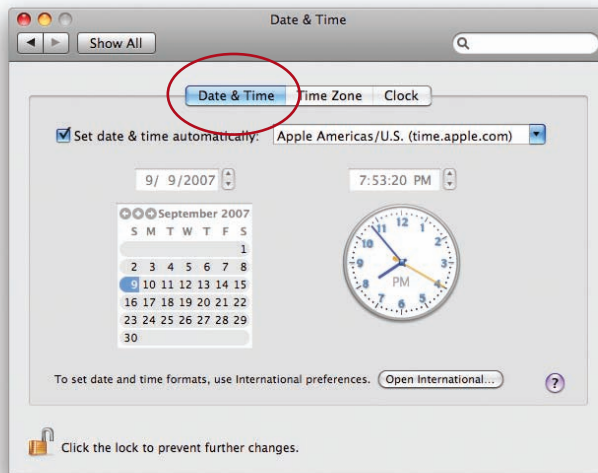 Date & Time
Show All
Date & Time Time Zone Clock
Set date & time automatically: Apple Americas/U.S. (time.apple.com)
9/ 9/2007 7:53:20 PM
September 2007
S M T W T F S
1
2 3 4 5 6 7 8
9 10 11 12 13 14 15
16 17 18 19 20 21 22
23 24 25 26 27 28 29
30
12
11 1
10 2
9 3
PM
8 4
7 5
6
To set date and time formats, use International preferences. Open International... ?
Click the lock to prevent further changes.